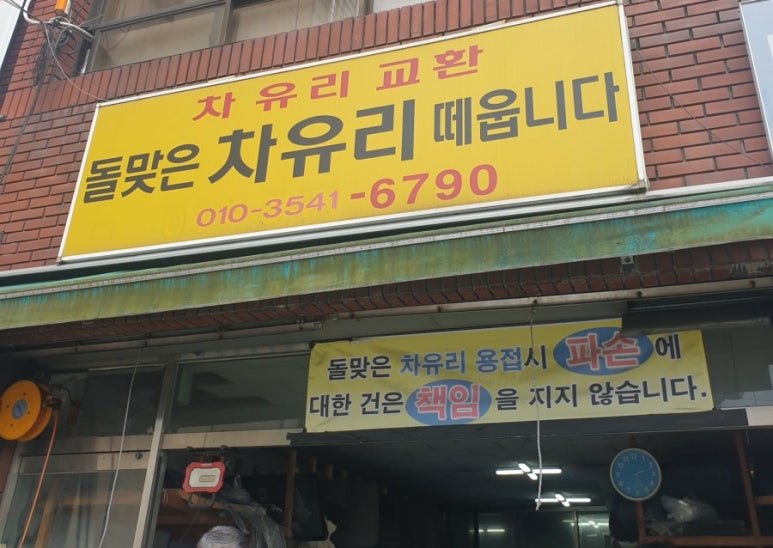 차 유리 교환
돌맞은 차유리 떼웁니다
010-3541-6790
돌맞은 차유리 용접시 파손에
대한 건은 책임을 지지 않습니다.